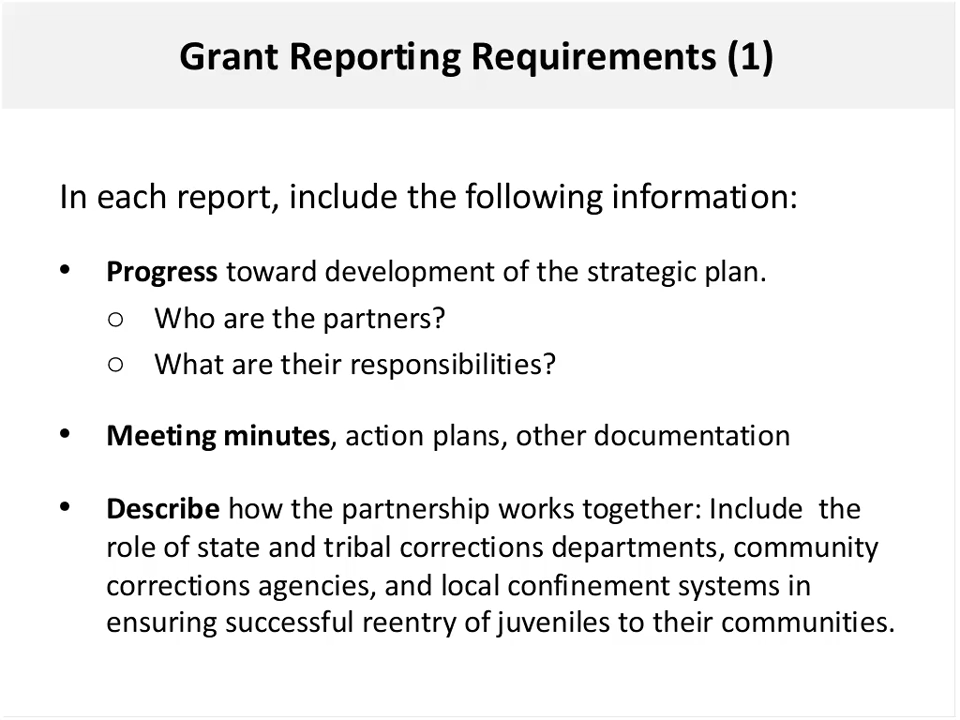 Grant Reporting Requirements (1)
In each report, include the following information:
• Progress toward development of the strategic plan.
○ Who are the partners?
○ What are their responsibilities?
• Meeting minutes, action plans, other documentation
• Describe how the partnership works together: Include  the
role of state and tribal corrections departments, community
corrections agencies, and local confinement systems in
ensuring successful reentry of juveniles to their communities.